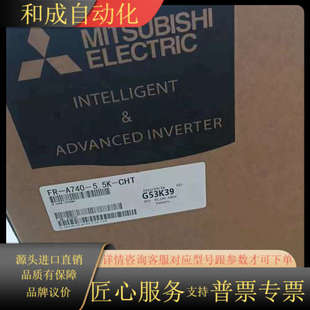 和成自动化
MITSUBISHI
ELECTRIC
INTELLIGENT
&
ADVANCED INVERTER
FR-A740-5.5K-CHT
G53K39
源头进口直销
品质有保障
品牌议价
详情咨询客服对应型号跟参数才可下单
匠心服务 支持 普票专票